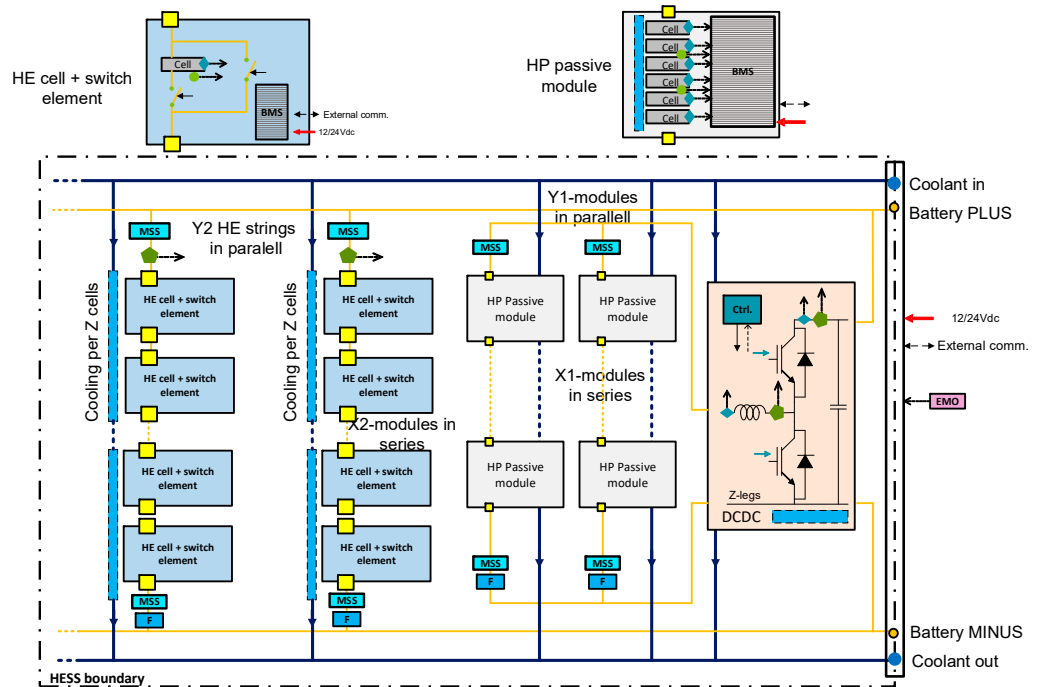 HE cell + switch
element
Cell
BMS
External comm.
12/24Vdc
HP passive
module
Cell
Cell
Cell
Cell
Cell
Cell
BMS
Coolant in
Battery PLUS
Y1-modules
in parallell
MSS
Y2 HE strings
in paralell
MSS
MSS
MSS
Cooling per Z cells
HE cell + switch
element
Cooling per Z cells
HE cell + switch
element
HP Passive
module
HP Passive
module
Ctrl.
12/24Vdc
External comm.
HE cell + switch
element
HE cell + switch
element
X1-modules
in series
EMO
X2-modules in
series
HE cell + switch
element
HE cell + switch
element
HP Passive
module
HP Passive
module
Z-legs
DCDC
HE cell + switch
element
HE cell + switch
element
MSS
F
MSS
F
MSS
F
MSS
F
Battery MINUS
Coolant out
HESS boundary